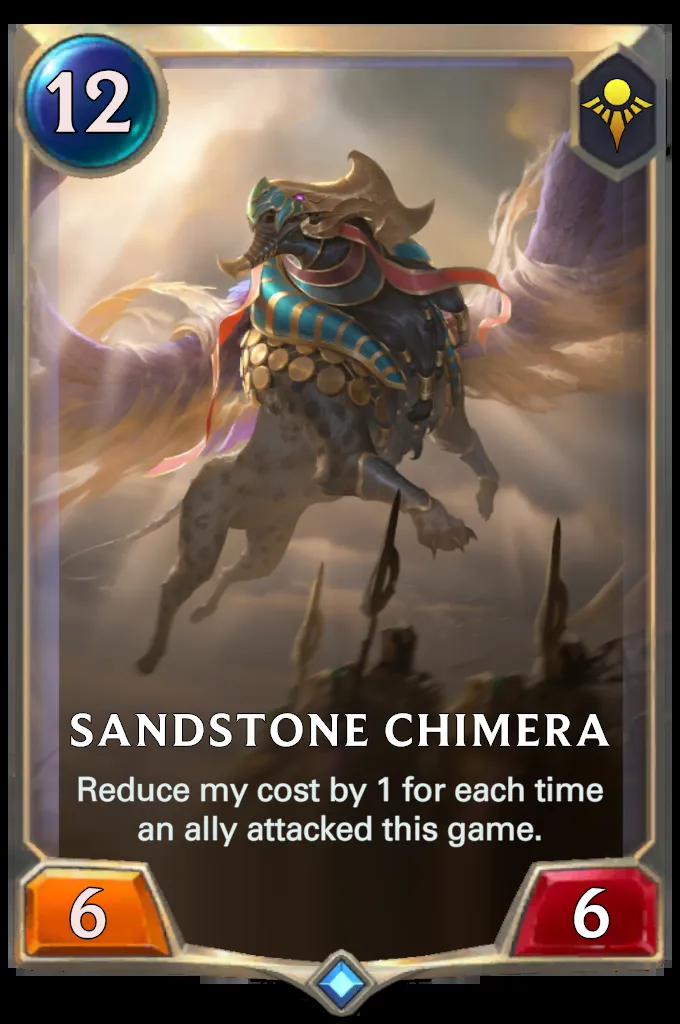 12
SANDSTONE CHIMERA
Reduce my cost by 1 for each time
an ally attacked this game.
6
6